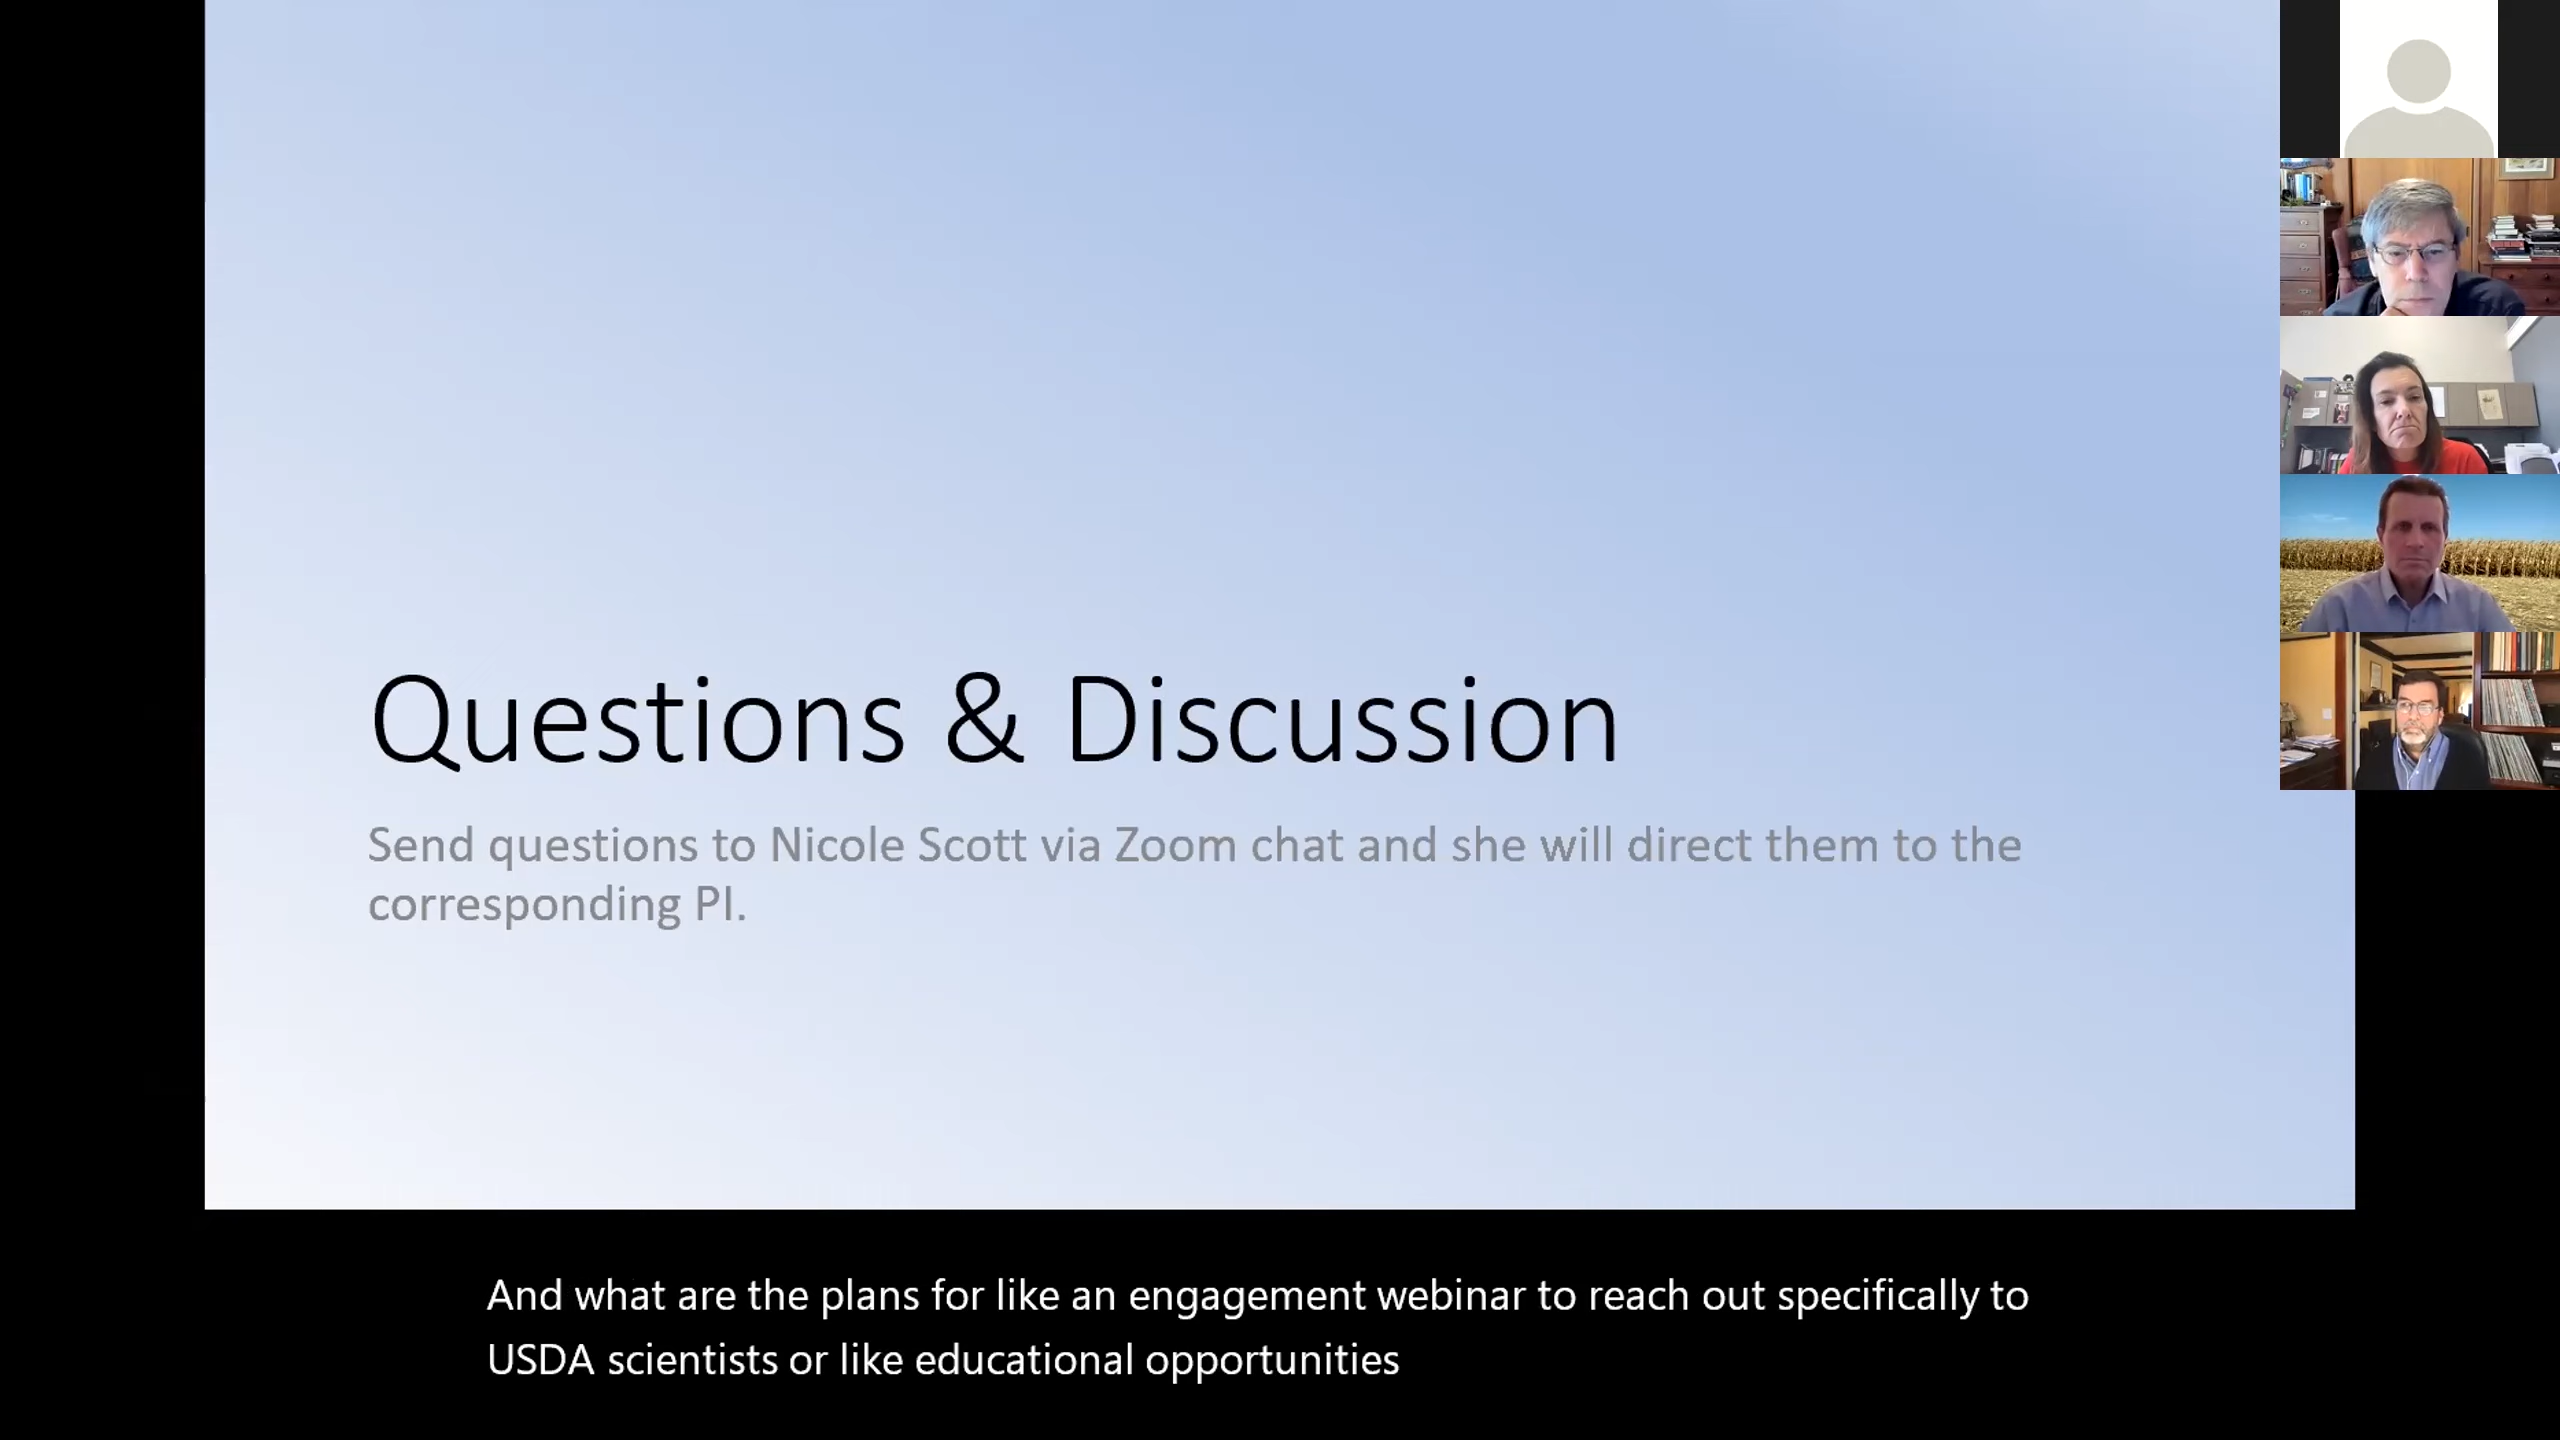 Questions & Discussion
Send questions to Nicole Scott via Zoom chat and she will direct them to the
corresponding PI.
And what are the plans for like an engagement webinar to reach out specifically to
USDA scientists or like educational opportunities